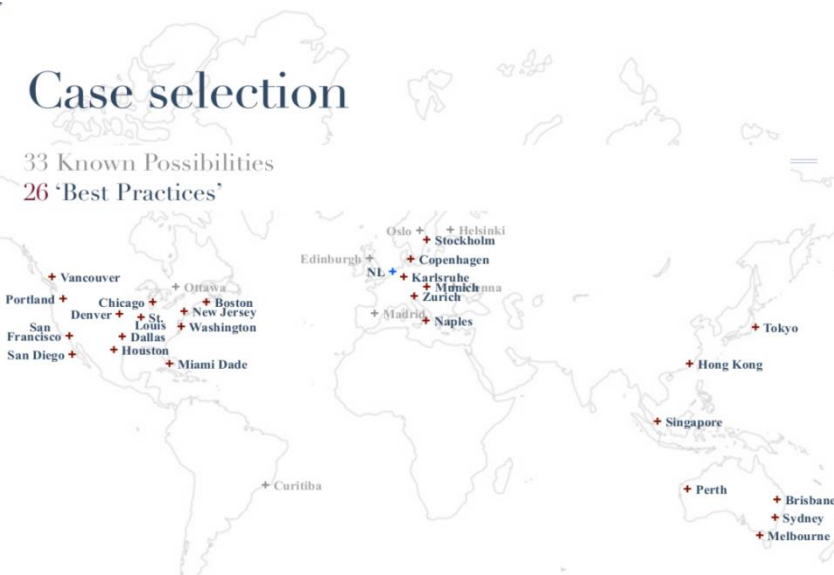 Case selection
33 Known Possibilities
26 ‘Best Practices’
Oslo
Helsinki
Stockholm
Edinburgh
Copenhagen
NL
Karlsruhe
Munich
Zurich
Madrid
Naples
Vancouver
Ottawa
Portland
Chicago
Boston
Denver
St.
Louis
New Jersey
Washington
San
Francisco
Dallas
San Diego
Houston
Miami Dade
Tokyo
Hong Kong
Singapore
Curitiba
Perth
Brisbane
Sydney
Melbourne